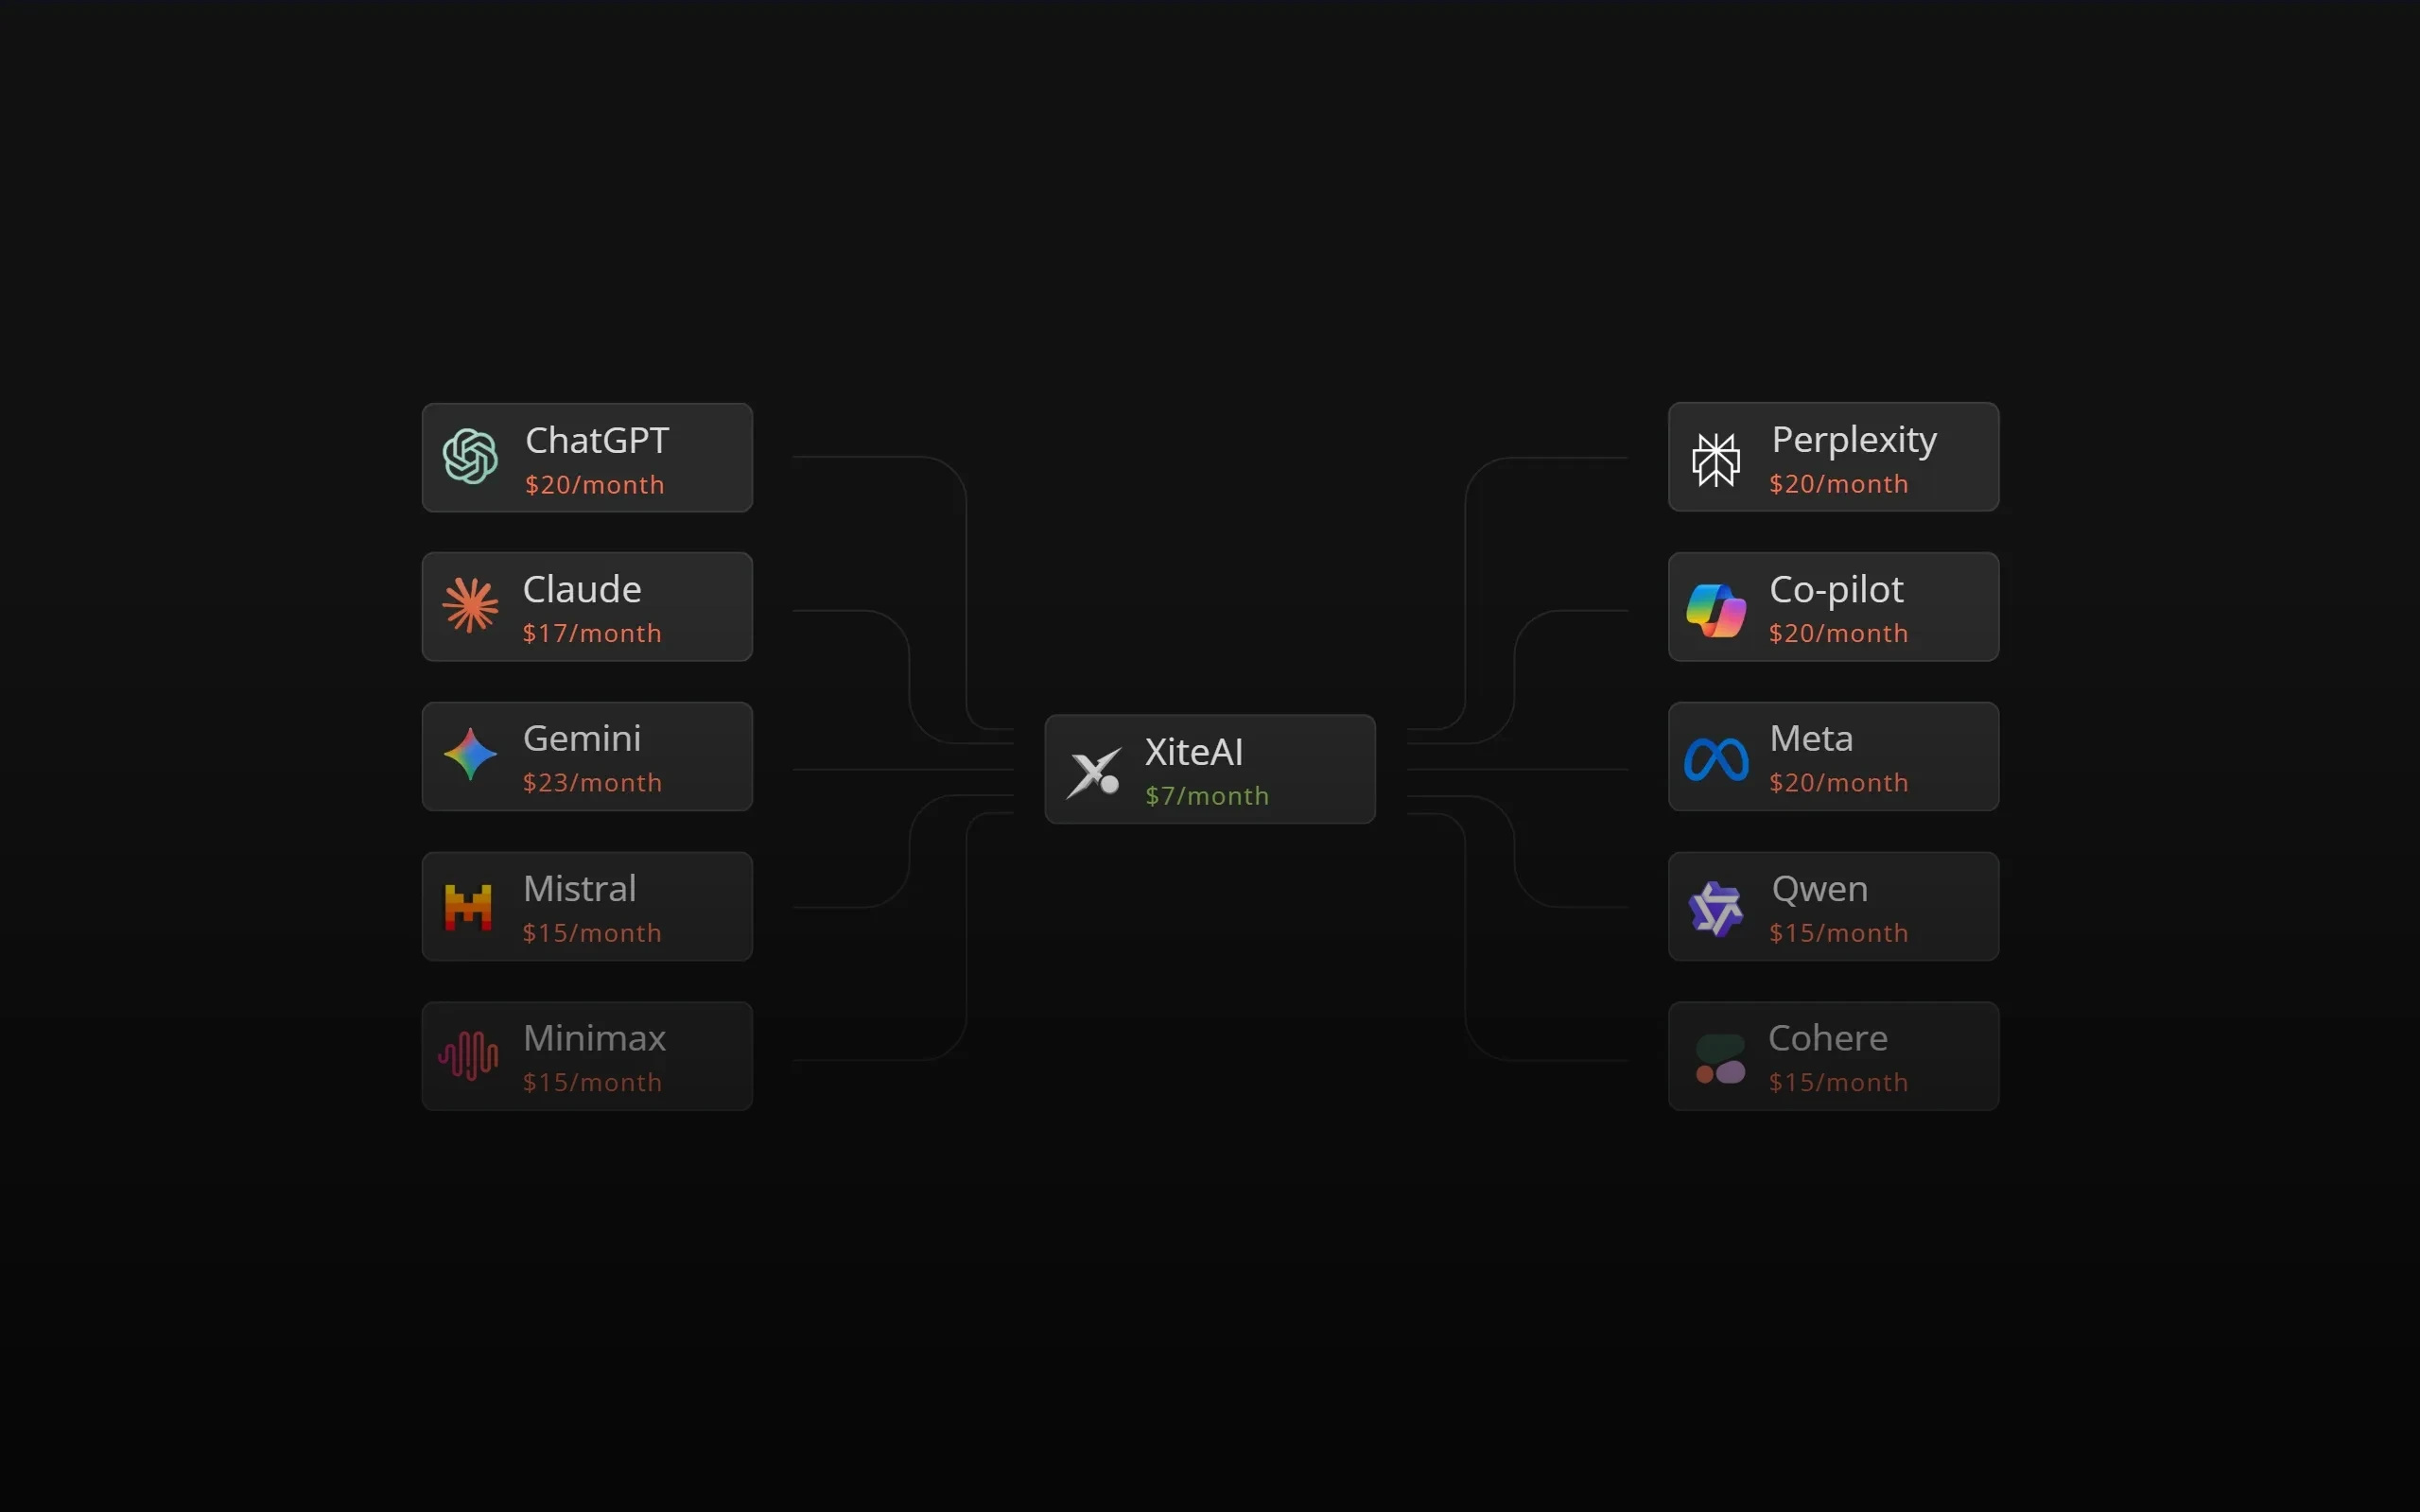 ChatGPT
$20/month
Claude
$17/month
Gemini
$23/month
Mistral
$15/month
Minimax
$15/month
XiteAI
$7/month
Perplexity
$20/month
Co-pilot
$20/month
Meta
$20/month
Qwen
$15/month
Cohere
$15/month